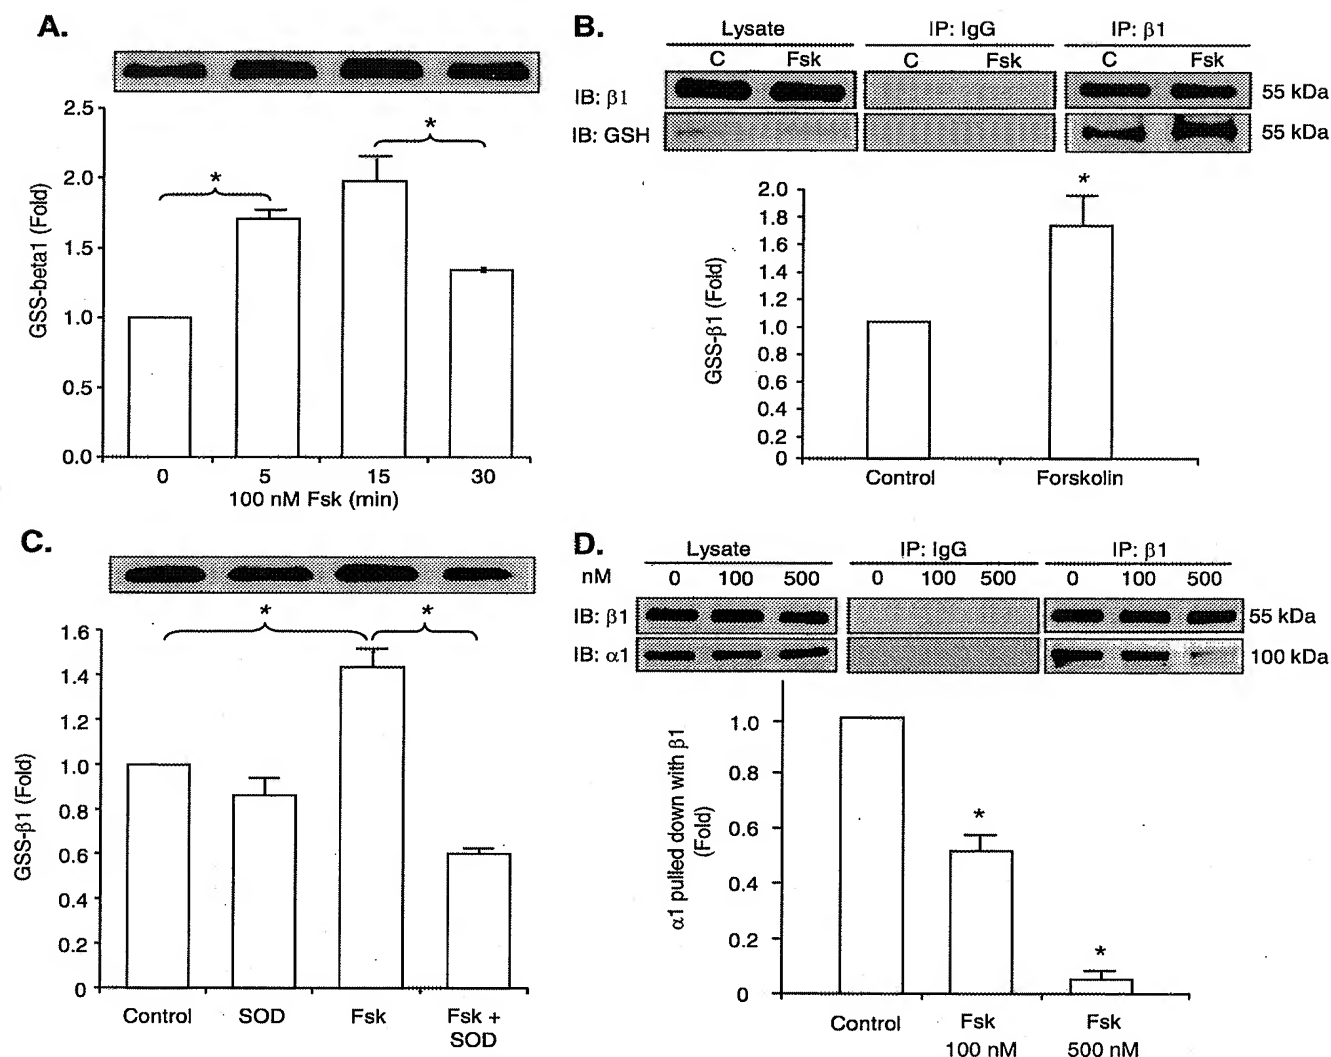 A.
*
*
2.5
2.0
1.5
1.0
0.5
0.0
GSS-beta1 (Fold)
0 5 15 30
100 nM Fsk (min)
B.
Lysate IP: IgG IP: β1
C Fsk C Fsk C Fsk
IB: β1 55 kDa
IB: GSH 55 kDa
*
2.0
1.8
1.6
1.4
1.2
1.0
0.8
0.6
0.4
0.2
0
GSS-β1 (Fold)
Control Forskolin
C.
* *
1.6
1.4
1.2
1.0
0.8
0.6
0.4
0.2
0
GSS-β1 (Fold)
Control SOD Fsk Fsk +
SOD
D.
Lysate IP: IgG IP: β1
nM 0 100 500 0 100 500 0 100 500
IB: β1 55 kDa
IB: α1 100 kDa
1.0
0.8
0.6
0.4
0.2
0
α1 pulled down with β1
(Fold)
*
*
Control Fsk Fsk
100 nM 500 nM